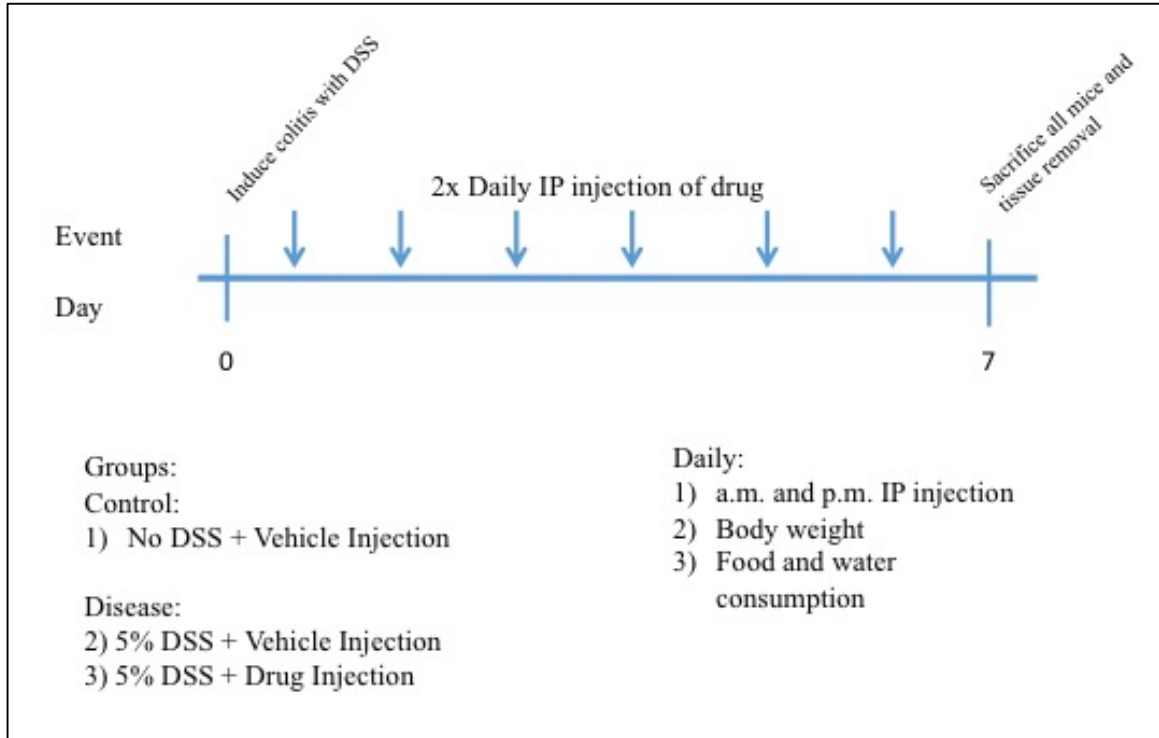 Induce colitis with DSS
Sacrifice all mice and
tissue removal
2x Daily IP injection of drug
Event
Day
0
7
Groups:
Control:
1) No DSS + Vehicle Injection
Disease:
2) 5% DSS + Vehicle Injection
3) 5% DSS + Drug Injection
Daily:
1) a.m. and p.m. IP injection
2) Body weight
3) Food and water
consumption